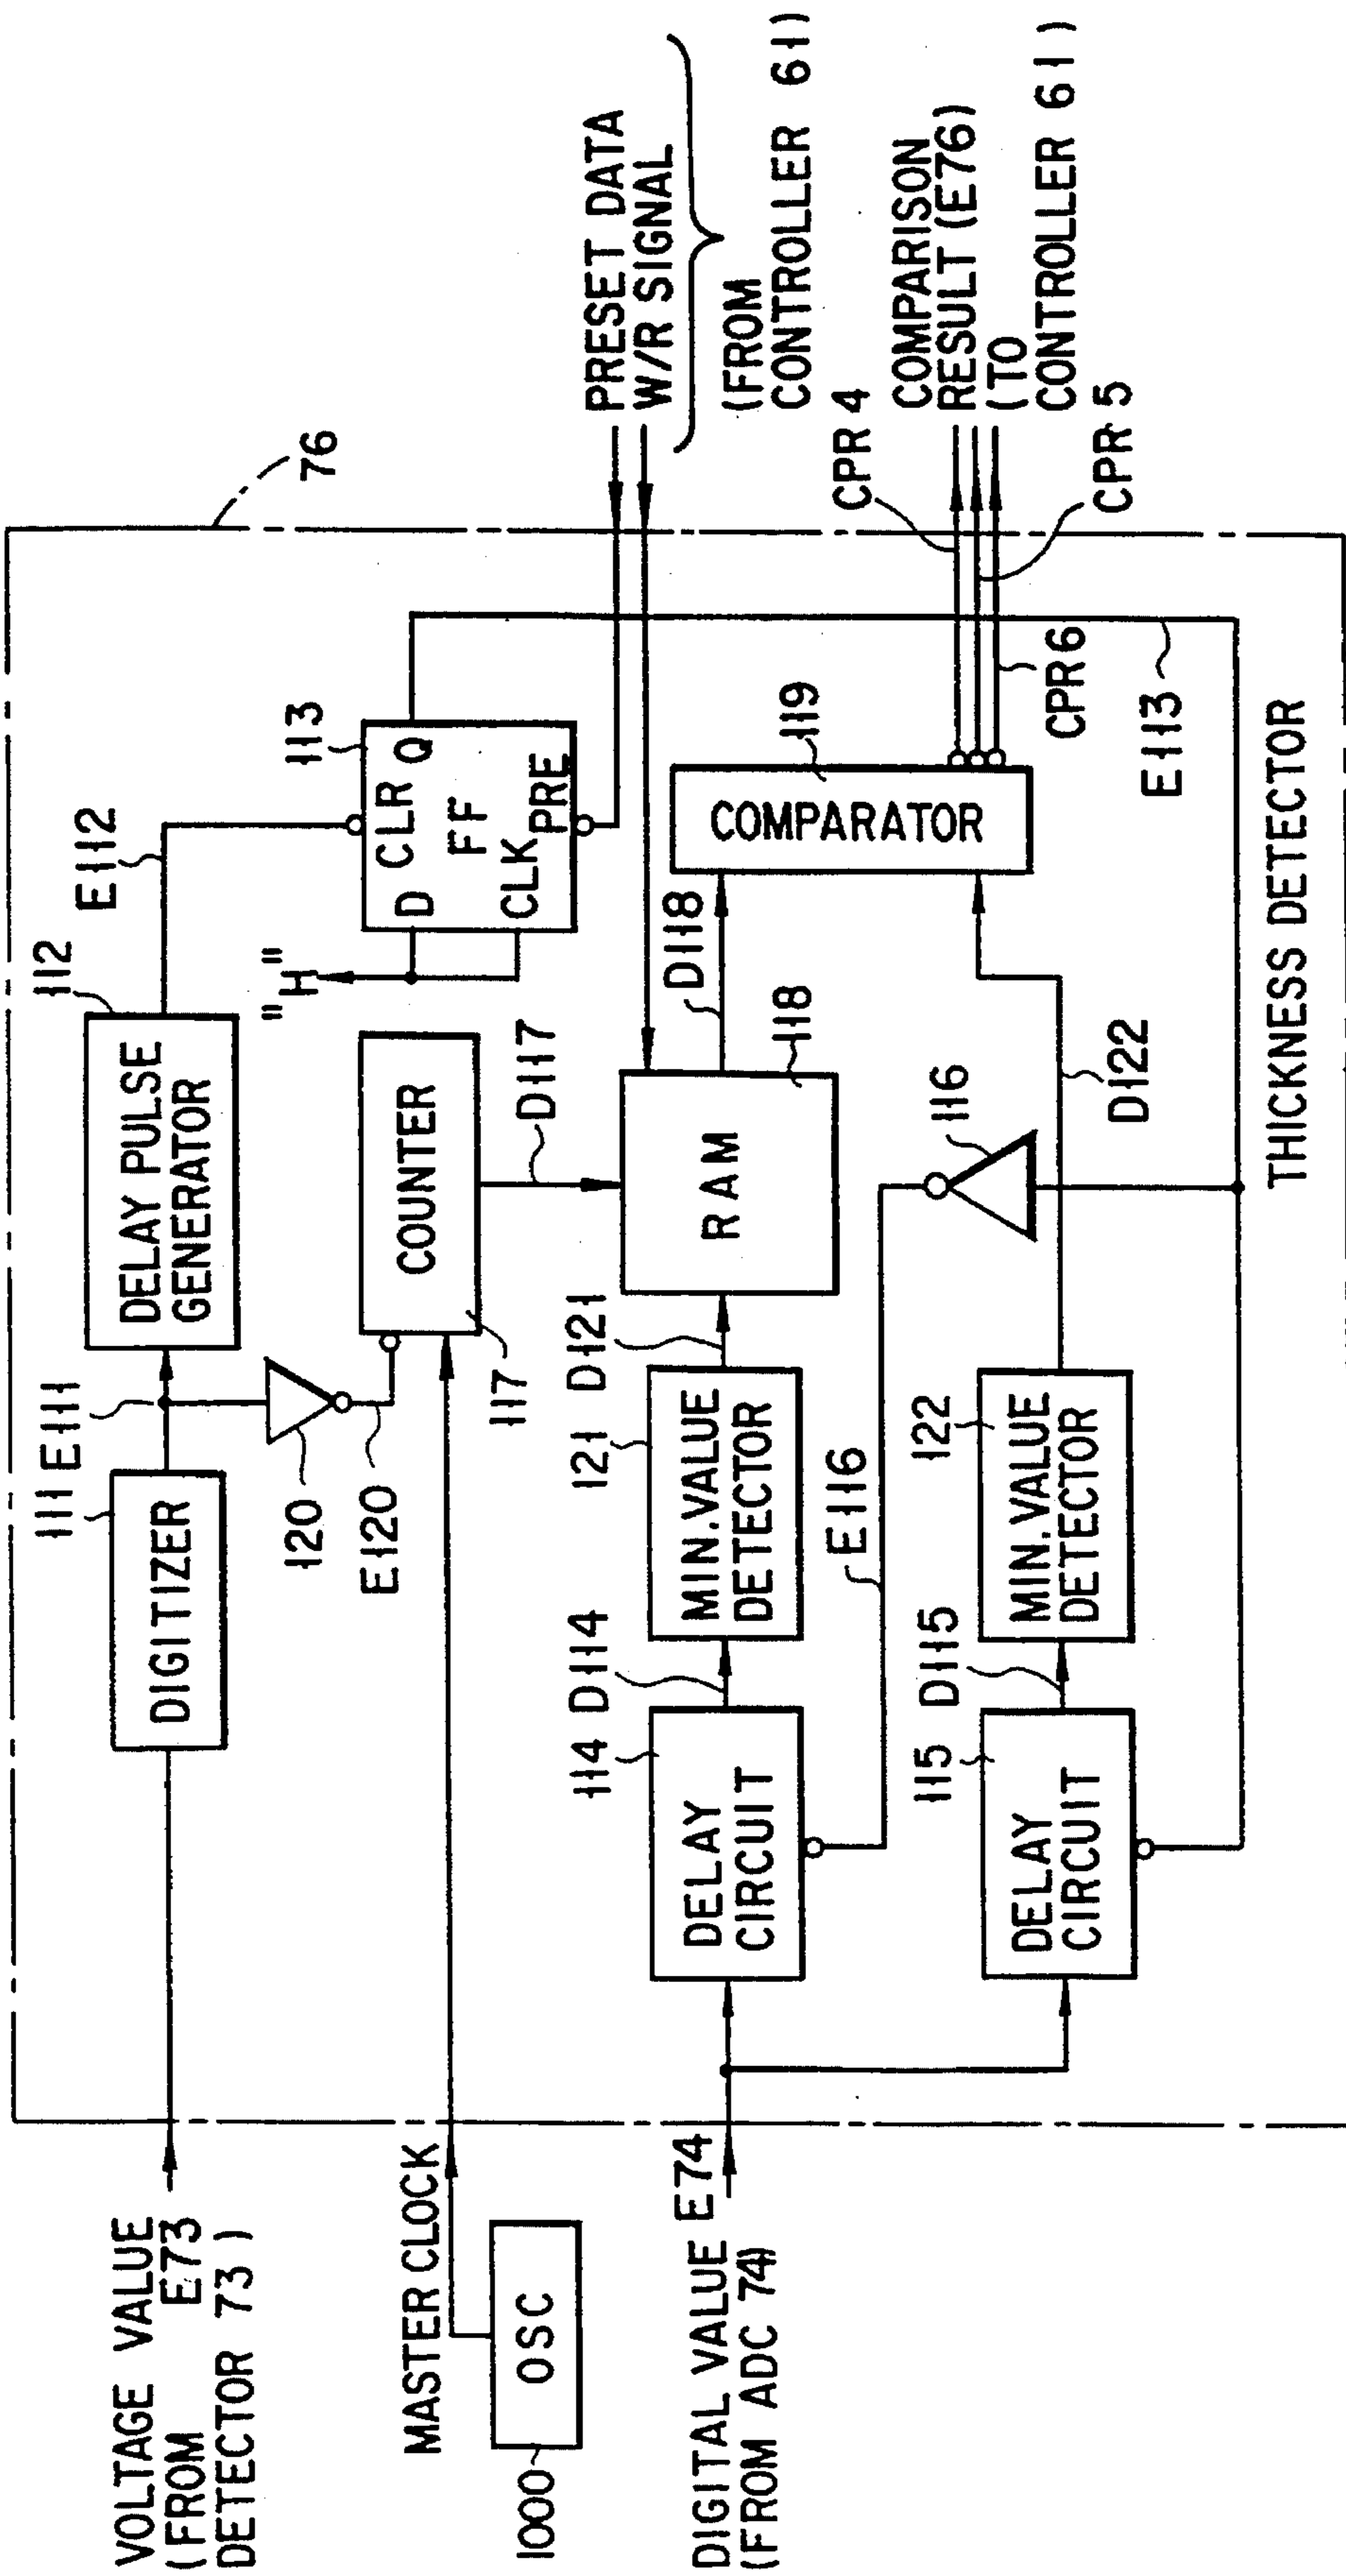 VOLTAGE VALUE
E73
(FROM
DETECTOR 73)
MASTER CLOCK
OSC
1000
DIGITAL VALUE E74
(FROM ADC 74)
111
E111
DIGITIZER
120
E120
112
DELAY PULSE
GENERATOR
E112
"H"
113
CLR
D
Q
FF
CLK
PRE
COUNTER
117
D117
76
PRESET DATA
W/R SIGNAL
(FROM
CONTROLLER 61)
114
D114
DELAY
CIRCUIT
121
D121
MIN.VALUE
DETECTOR
RAM
118
D118
119
COMPARATOR
CPR 4
COMPARISON
RESULT (E76)
(TO
CONTROLLER 61)
CPR 5
CPR6
E113
E116
116
115
D115
DELAY
CIRCUIT
122
MIN.VALUE
DETECTOR
D122
THICKNESS DETECTOR